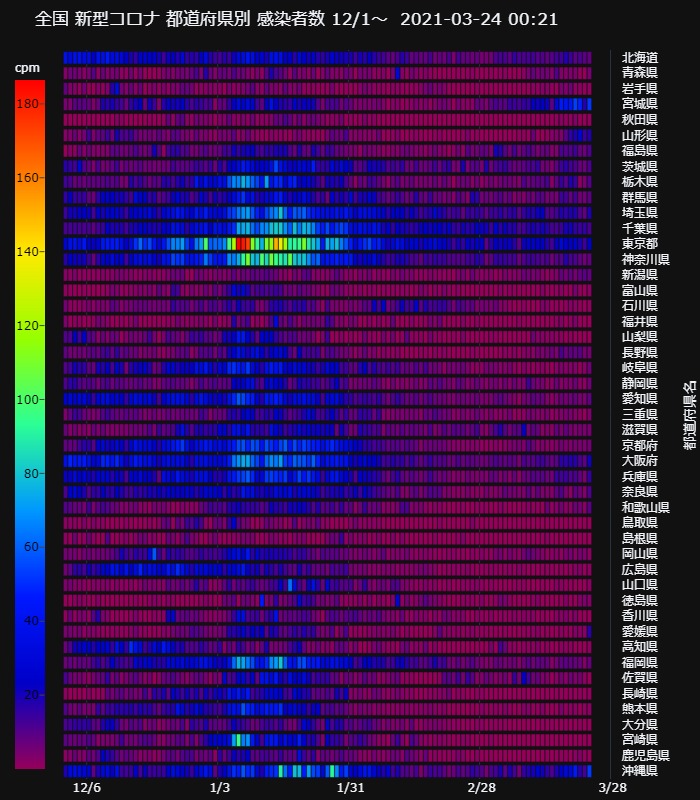 全国 新型コロナ 都道府県別 感染者数 12/1～ 2021-03-24 00:21
cpm
180
160
140
120
100
80
60
40
20
北海道
青森県
岩手県
宮城県
秋田県
山形県
福島県
茨城県
栃木県
群馬県
埼玉県
千葉県
東京都
神奈川県
新潟県
富山県
石川県
福井県
山梨県
長野県
岐阜県
静岡県
愛知県
三重県
滋賀県
京都府
大阪府
兵庫県
奈良県
和歌山県
鳥取県
島根県
岡山県
広島県
山口県
徳島県
香川県
愛媛県
高知県
福岡県
佐賀県
長崎県
熊本県
大分県
宮崎県
鹿児島県
沖縄県
都道府県名
12/6 1/3 1/31 2/28 3/28